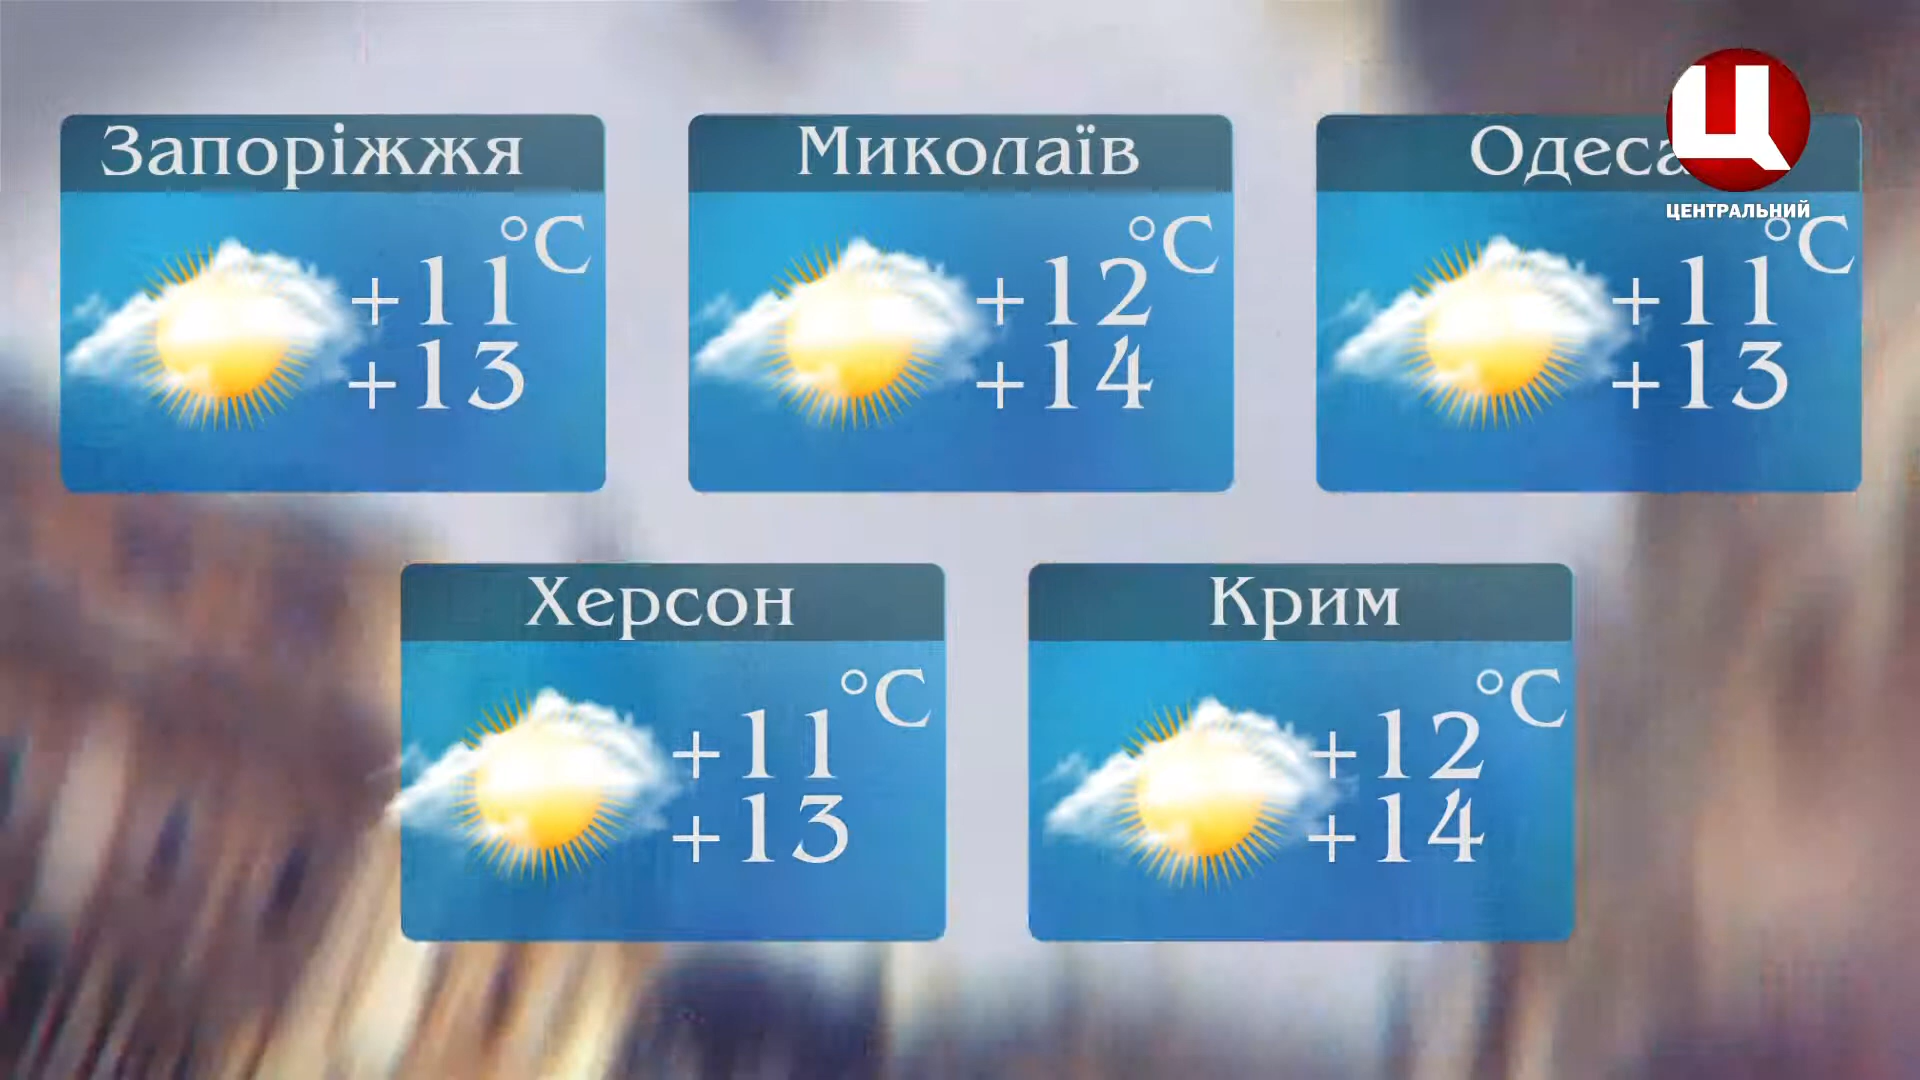 Запоріжжя
°C
+11
+13
Миколаїв
°C
+12
+14
Одеса
°C
+11
+13
Ц
ЦЕНТРАЛЬНИЙ
Херсон
°C
+11
+13
Крим
°C
+12
+14